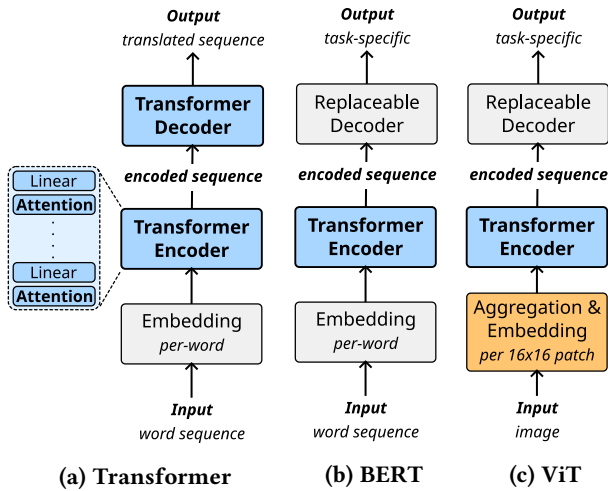 Output
translated sequence
Transformer
Decoder
encoded sequence
Linear
Attention
Linear
Attention
Transformer
Encoder
Embedding
per-word
Input
word sequence
(a) Transformer
Output
task-specific
Replaceable
Decoder
encoded sequence
Transformer
Encoder
Embedding
per-word
Input
word sequence
(b) BERT
Output
task-specific
Replaceable
Decoder
encoded sequence
Transformer
Encoder
Aggregation &
Embedding
per 16x16 patch
Input
image
(c) ViT